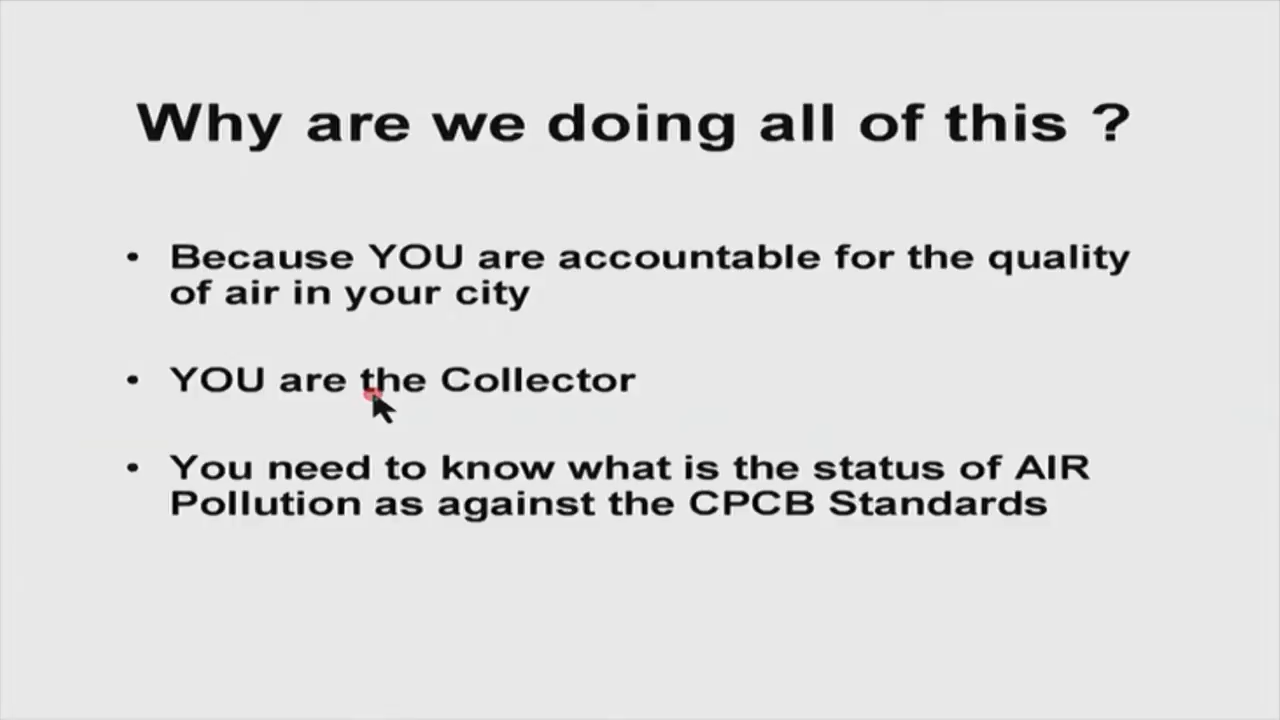 Why are we doing all of this ?
• Because YOU are accountable for the quality
of air in your city
• YOU are the Collector
• You need to know what is the status of AIR
Pollution as against the CPCB Standards